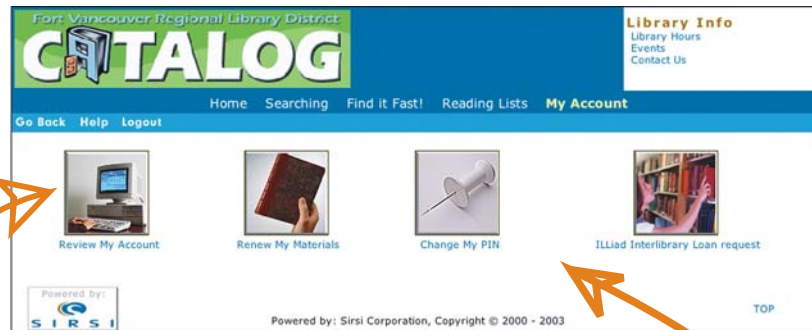 Fort Vancouver Regional Library District
CATALOG
Library Info
Library Hours
Events
Contact Us
Home Searching Find it Fast! Reading Lists My Account
Go Back Help Logout
Review My Account Renew My Materials Change My PIN ILLiad Interlibrary Loan request
Powered by:
SIRSI
Powered by: Sirsi Corporation, Copyright © 2000 - 2003
TOP